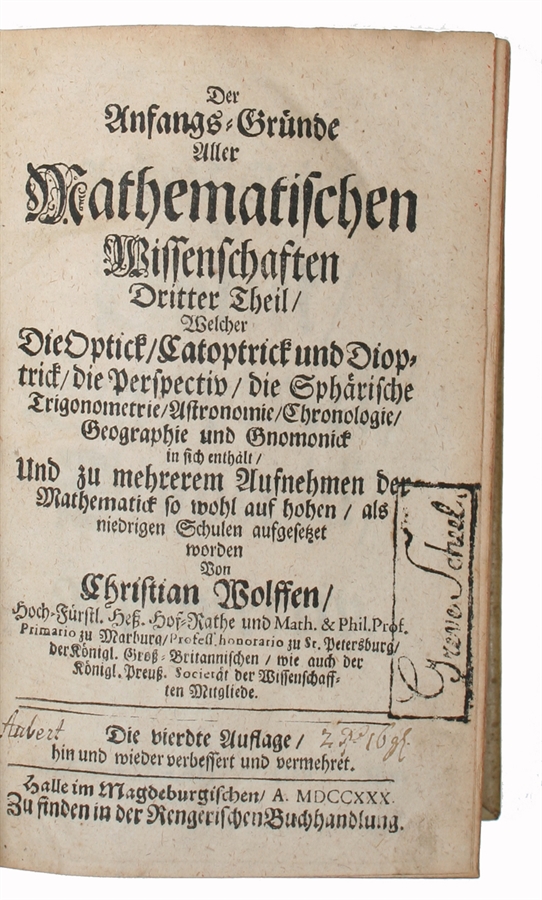 Der
Anfangs-Gründe
Aller
Mathematischen
Wissenschaften
Dritter Theil /
Welcher
Die Optick / Catoptrick und Diop-
trick / die Perspectiv / die Sphärische
Trigonometrie / Astronomie / Chronologie /
Geographie und Gnomonick
in sich enthält /
Und zu mehrerem Aufnehmen der
Mathematick so wohl auf hohen / als
niedrigen Schulen aufgesetzet
worden
Von
Christian Wolffen /
Hoch-Fürstl. Heß. Hof-Rathe und Math. & Phil. Prof.
Primario zu Marburg / Profess. honorario zu St. Petersburg /
der Königl. Groß-Britannischen / wie auch der
Königl. Preuß. Societät der Wissenschaff-
ten Mitgliede.
Greve Scheel
Aubert
Die vierdte Auflage /
hin und wieder verbessert und vermehret.
Halle im Magdeburgischen / A. MDCCXXX.
Zu finden in der Rengerischen Buchhandlung.